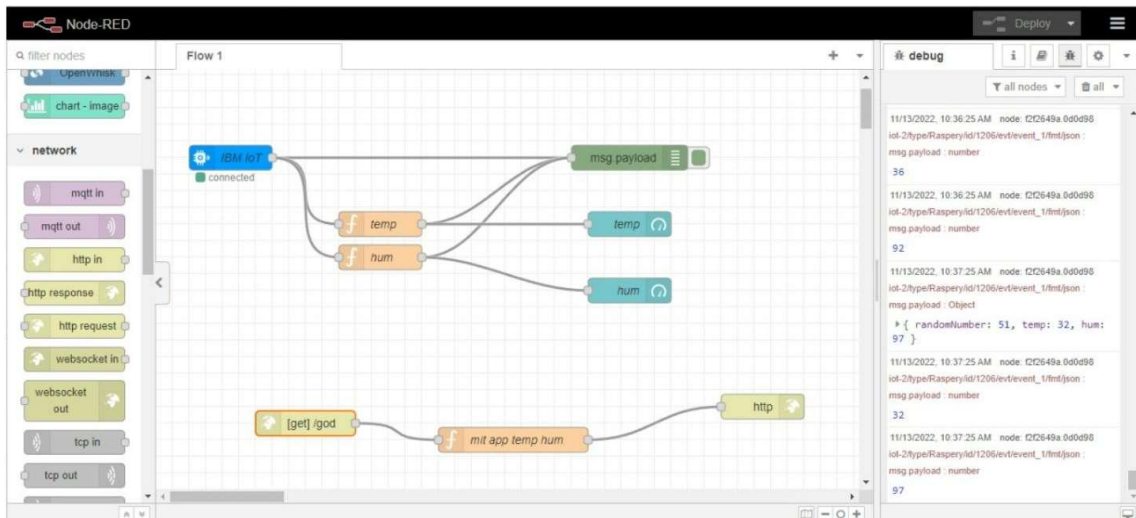 Node-RED
Deploy
filter nodes
OpenWhisk
chart - image
network
mqtt in
mqtt out
http in
http response
http request
websocket in
websocket
out
tcp in
tcp out
Flow 1
IBM IoT
connected
msg.payload
temp
temp
hum
hum
[get] /god
mit app temp hum
http
debug
all nodes
all
11/13/2022, 10:36:25 AM node: f2f2649a.0d0d98
iot-2/type/Raspery/id/1206/evt/event_1/fmt/json :
msg.payload : number
36
11/13/2022, 10:36:25 AM node: f2f2649a.0d0d98
iot-2/type/Raspery/id/1206/evt/event_1/fmt/json :
msg.payload : number
92
11/13/2022, 10:37:25 AM node: f2f2649a.0d0d98
iot-2/type/Raspery/id/1206/evt/event_1/fmt/json :
msg.payload : Object
{ randomNumber: 51, temp: 32, hum:
97 }
11/13/2022, 10:37:25 AM node: f2f2649a.0d0d98
iot-2/type/Raspery/id/1206/evt/event_1/fmt/json :
msg.payload : number
32
11/13/2022, 10:37:25 AM node: f2f2649a.0d0d98
iot-2/type/Raspery/id/1206/evt/event_1/fmt/json :
msg.payload : number
97